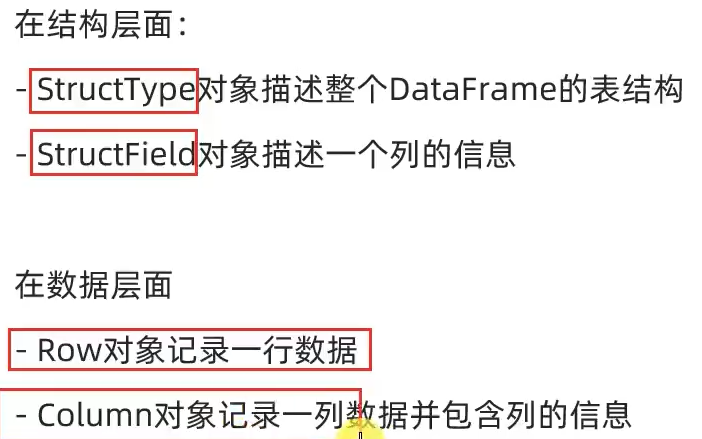 在结构层面：
- StructType对象描述整个DataFrame的表结构
- StructField对象描述一个列的信息
在数据层面
- Row对象记录一行数据
- Column对象记录一列数据并包含列的信息